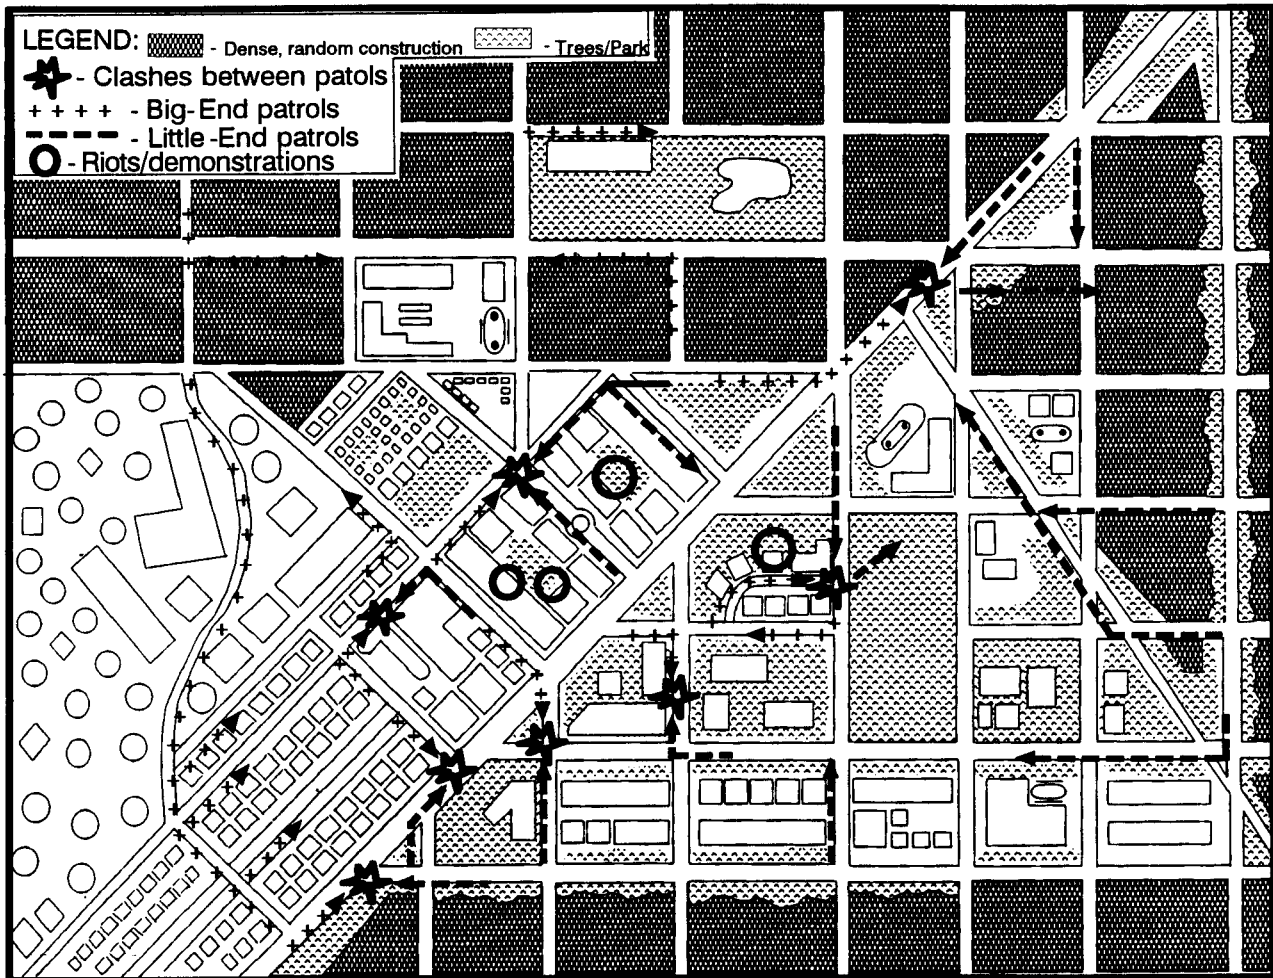 LEGEND: - Dense, random construction - Trees/Park
- Clashes between patols
- Big-End patrols
- Little-End patrols
- Riots/demonstrations